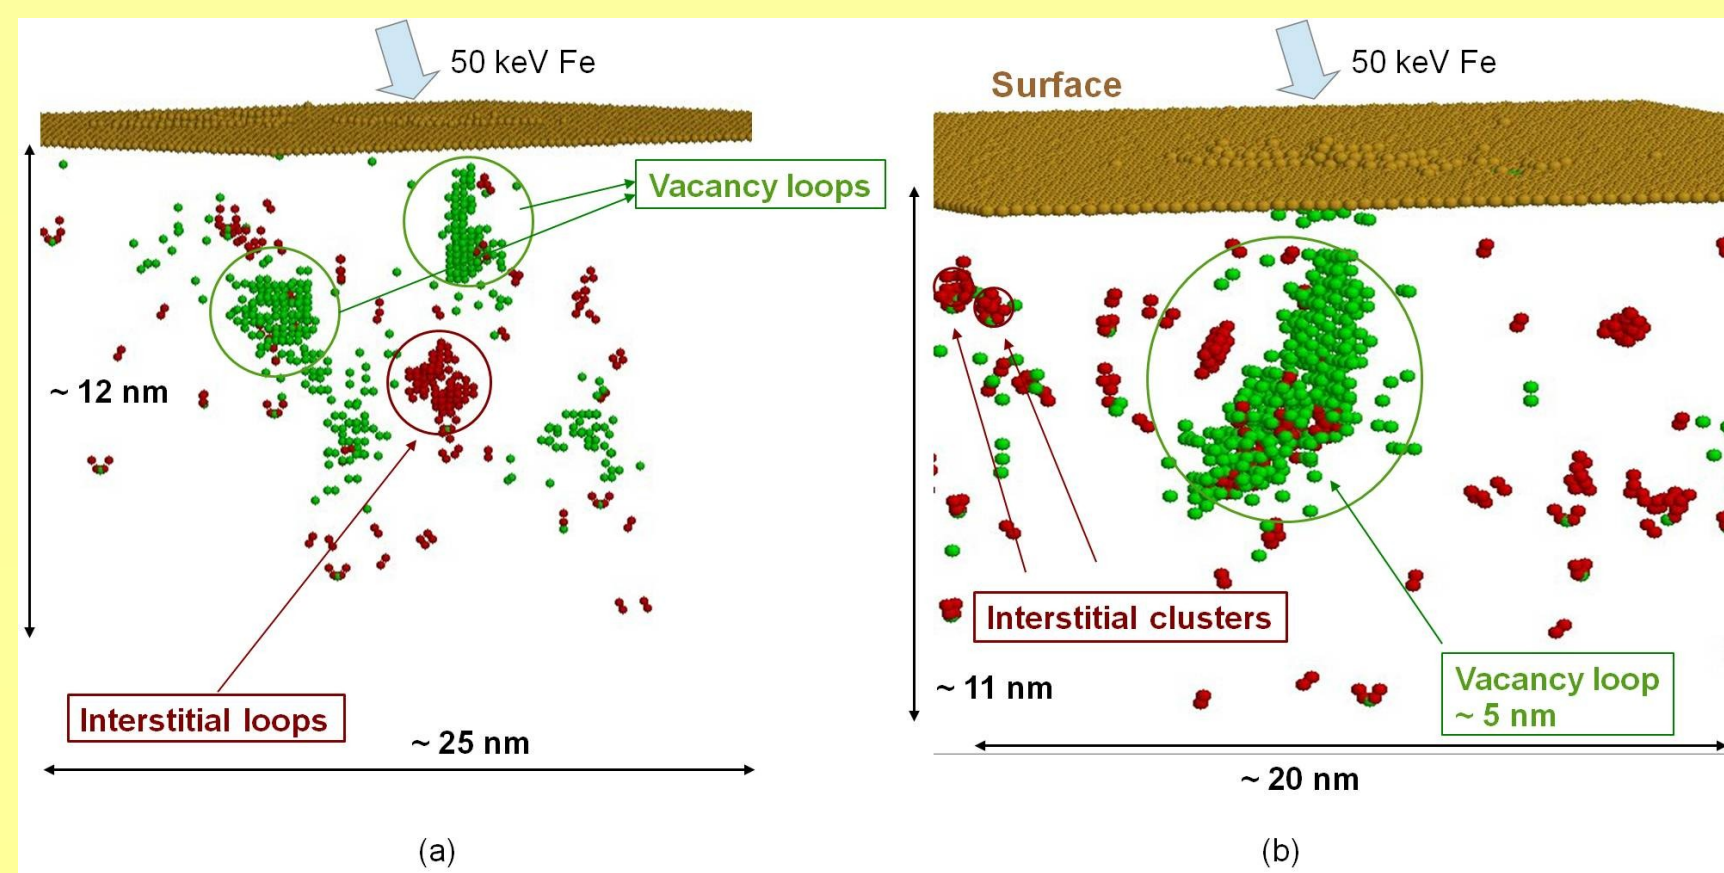 50 keV Fe
Vacancy loops
~ 12 nm
Interstitial loops
~ 25 nm
(a)
50 keV Fe
Surface
Interstitial clusters
~ 11 nm
Vacancy loop
~ 5 nm
~ 20 nm
(b)